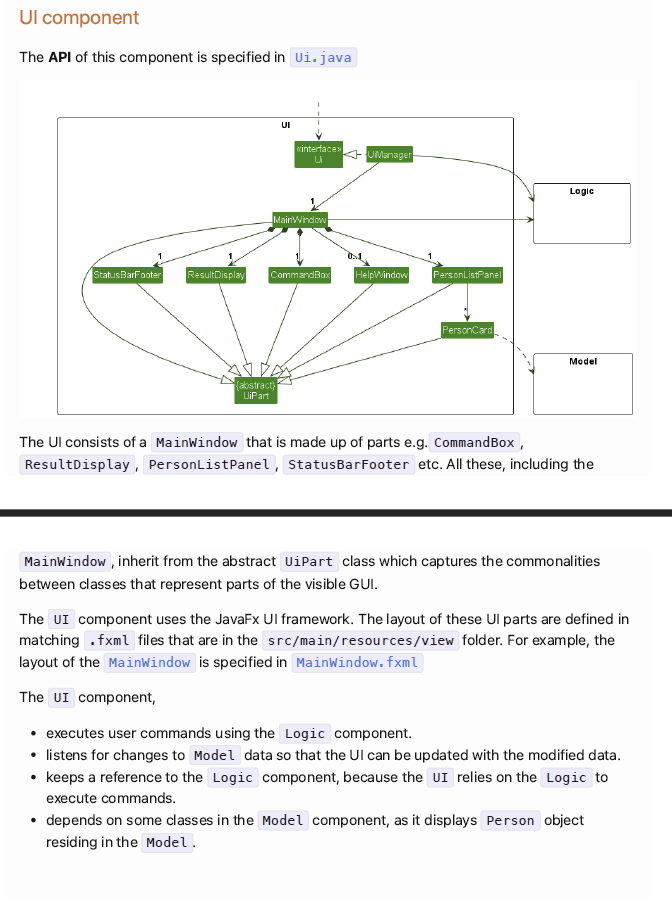 UI component
The API of this component is specified in Ui.java
UI
«interface»
Ui
UiManager
1
Logic
MainWindow
1
1
1
0..1
1
StatusBarFooter
ResultDisplay
CommandBox
HelpWindow
PersonListPanel
*
PersonCard
Model
{abstract}
UiPart
The UI consists of a MainWindow that is made up of parts e.g. CommandBox ,
ResultDisplay , PersonListPanel , StatusBarFooter etc. All these, including the
MainWindow , inherit from the abstract UiPart class which captures the commonalities
between classes that represent parts of the visible GUI.
The UI component uses the JavaFx UI framework. The layout of these UI parts are defined in
matching .fxml files that are in the src/main/resources/view folder. For example, the
layout of the MainWindow is specified in MainWindow.fxml
The UI component,
• executes user commands using the Logic component.
• listens for changes to Model data so that the UI can be updated with the modified data.
• keeps a reference to the Logic component, because the UI relies on the Logic to
execute commands.
• depends on some classes in the Model component, as it displays Person object
residing in the Model .